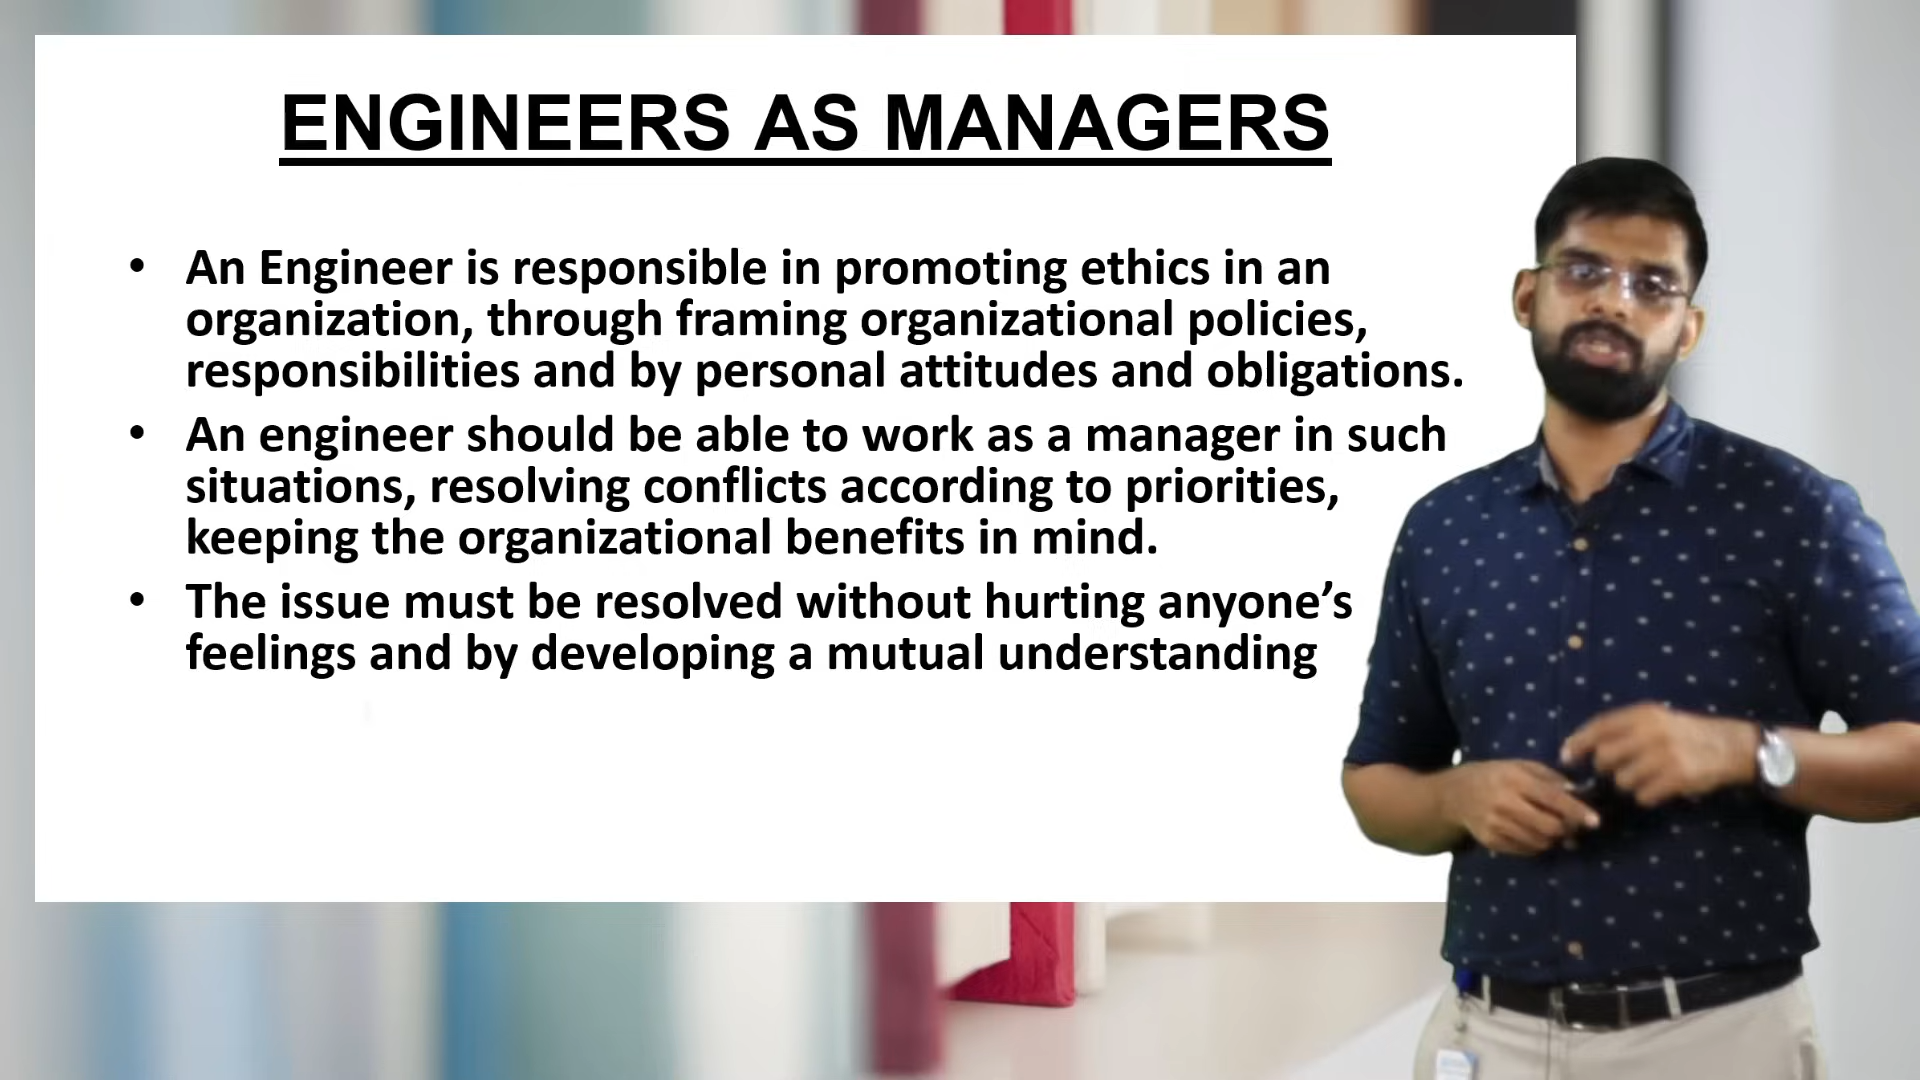 ENGINEERS AS MANAGERS
• An Engineer is responsible in promoting ethics in an
organization, through framing organizational policies,
responsibilities and by personal attitudes and obligations.
• An engineer should be able to work as a manager in such
situations, resolving conflicts according to priorities,
keeping the organizational benefits in mind.
• The issue must be resolved without hurting anyone’s
feelings and by developing a mutual understanding